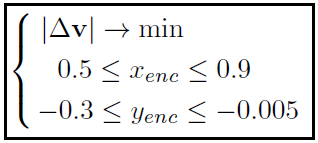 |Δv| → min
0.5 ≤ x_enc ≤ 0.9
−0.3 ≤ y_enc ≤ −0.005